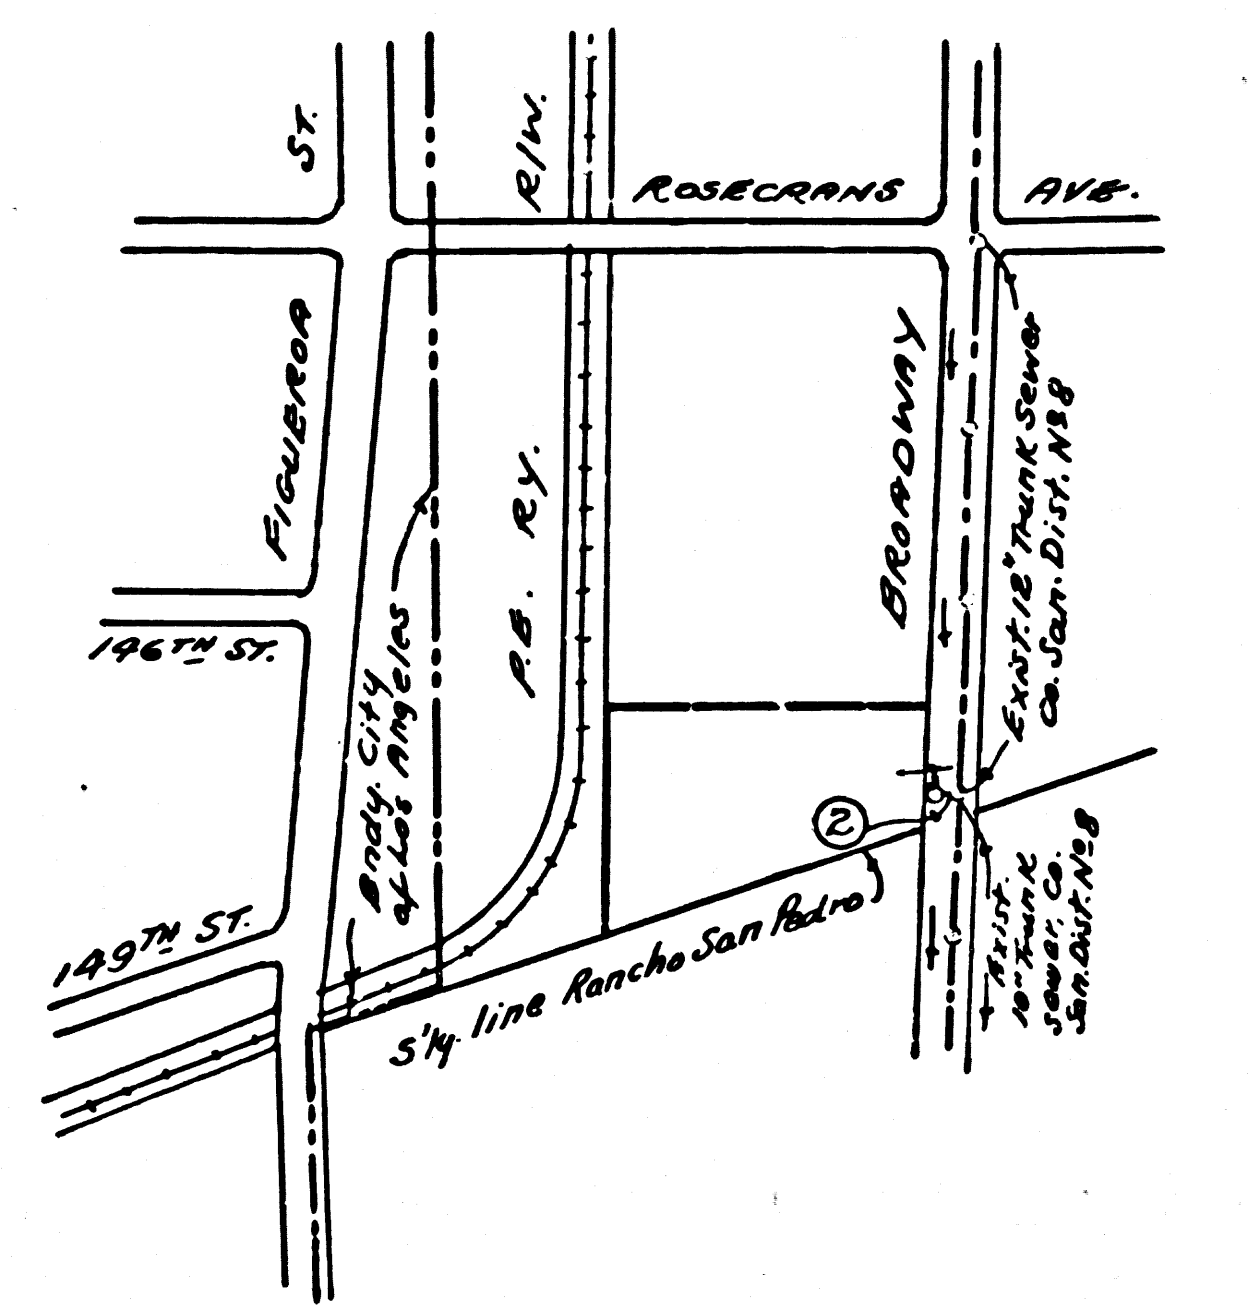 ST.
R/W.
ROSECRANS AVE.
FIGUEROA
BROADWAY
P.E. RY.
Exist. 12" Trunk Sewer
Co. San. Dist. Nº 8
146TH ST.
Bndy. City
of Los Angeles
2
149TH ST.
S'ly. line Rancho San Pedro
Exist.
10" Trunk
sewer, Co.
San. Dist. Nº 8